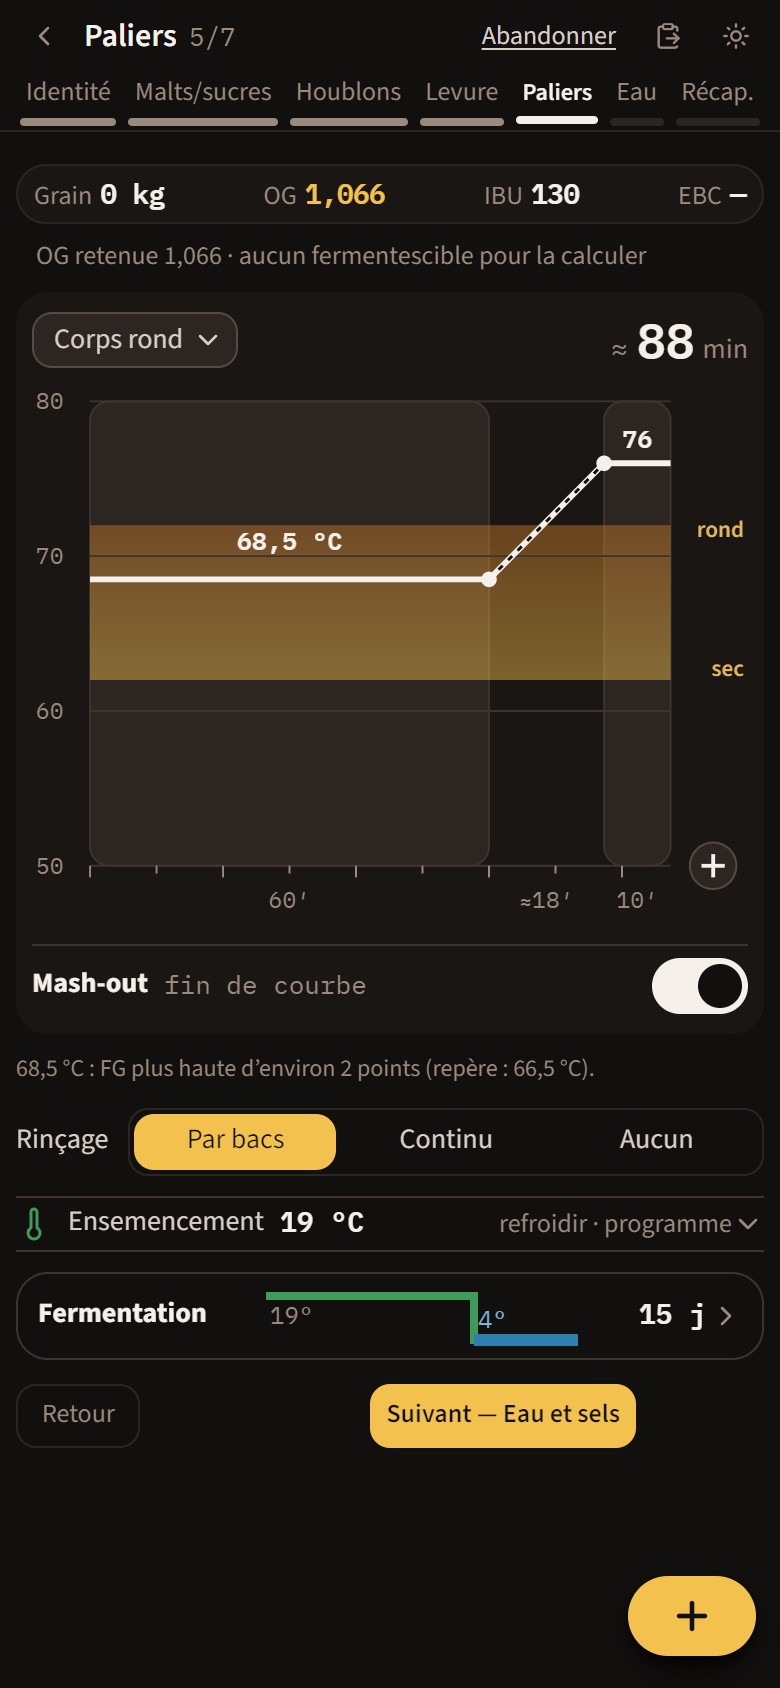 Paliers 5/7 Abandonner
Identité Malts/sucres Houblons Levure Paliers Eau Récap.
Grain 0 kg OG 1,066 IBU 130 EBC —
OG retenue 1,066 · aucun fermentescible pour la calculer
Corps rond ≈ 88 min
80
76
rond
68,5 °C
70
sec
60
50
60′ ≈18′ 10′
Mash-out fin de courbe
68,5 °C : FG plus haute d’environ 2 points (repère : 66,5 °C).
Rinçage Par bacs Continu Aucun
Ensemencement 19 °C refroidir · programme
Fermentation 19° 4° 15 j
Retour Suivant — Eau et sels